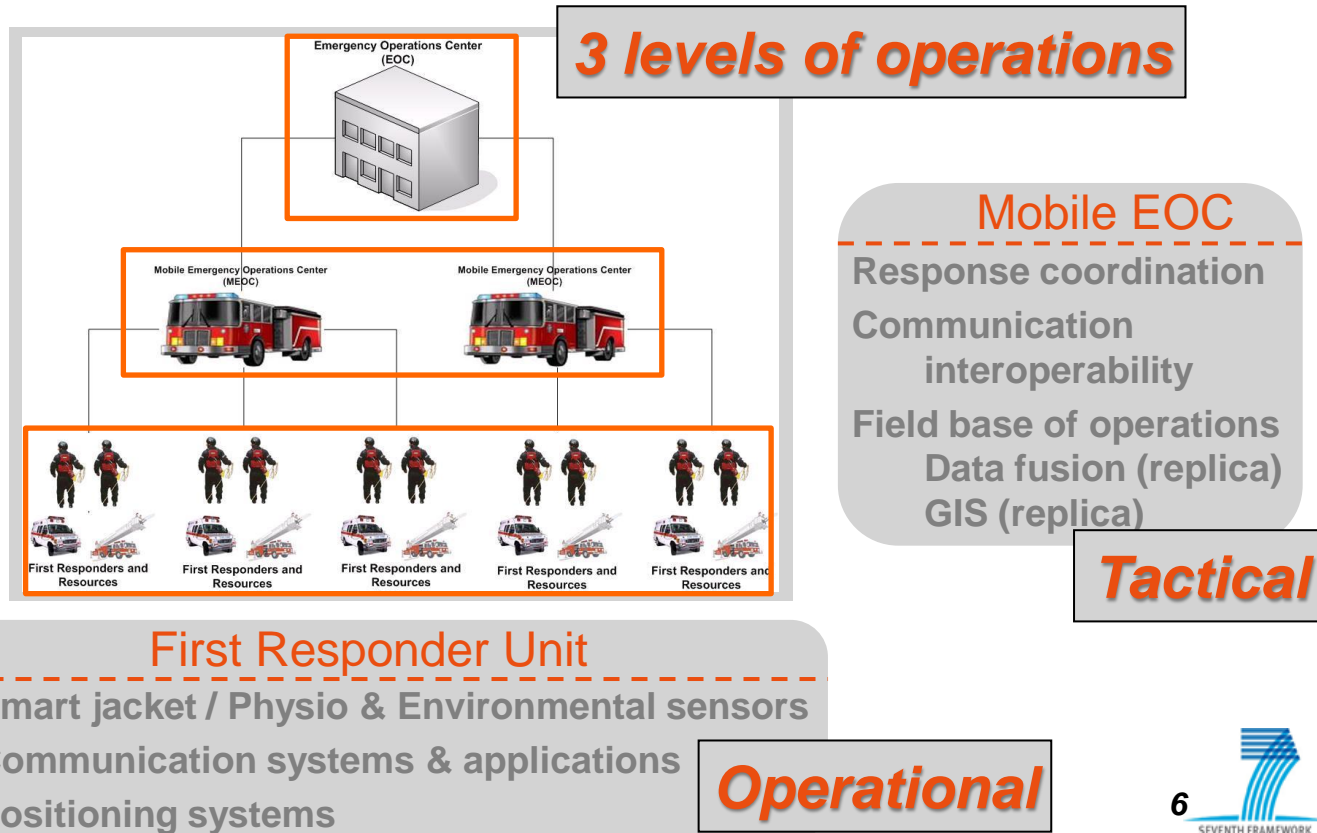 3 levels of operations
Emergency Operations Center
(EOC)
Mobile Emergency Operations Center
(MEOC)
Mobile Emergency Operations Center
(MEOC)
First Responders and
Resources
First Responders and
Resources
First Responders and
Resources
First Responders and
Resources
First Responders and
Resources
Mobile EOC
Response coordination
Communication
interoperability
Field base of operations
Data fusion (replica)
GIS (replica)
Tactical
First Responder Unit
mart jacket / Physio & Environmental sensors
ommunication systems & applications
ositioning systems
Operational
6
SEVENTH FRAMEWORK